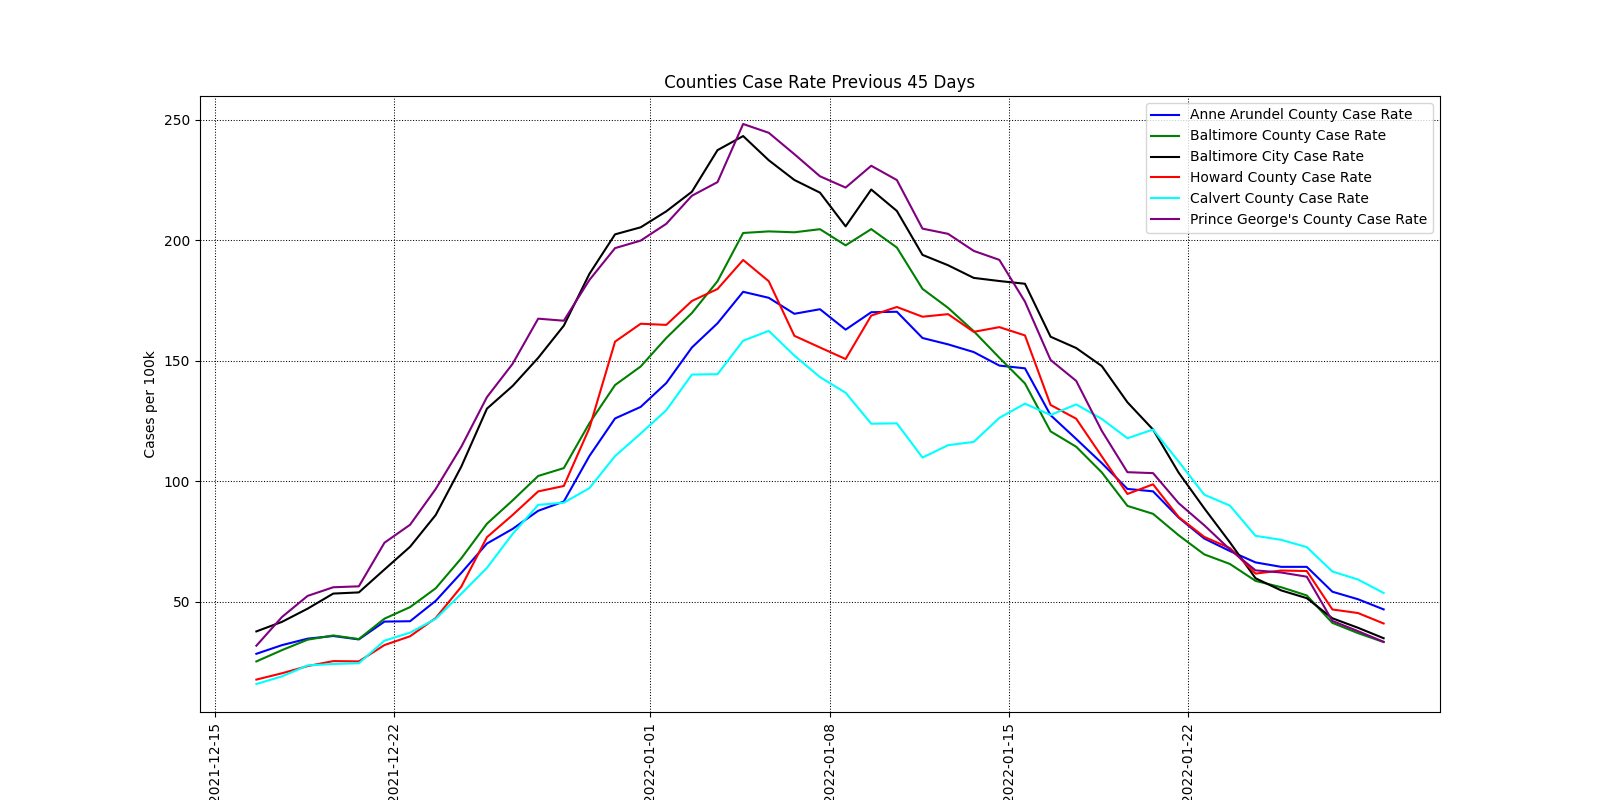 Counties Case Rate Previous 45 Days
Anne Arundel County Case Rate
Baltimore County Case Rate
Baltimore City Case Rate
Howard County Case Rate
Calvert County Case Rate
Prince George's County Case Rate
Cases per 100k
250
200
150
100
50
2021-12-15
2021-12-22
2022-01-01
2022-01-08
2022-01-15
2022-01-22